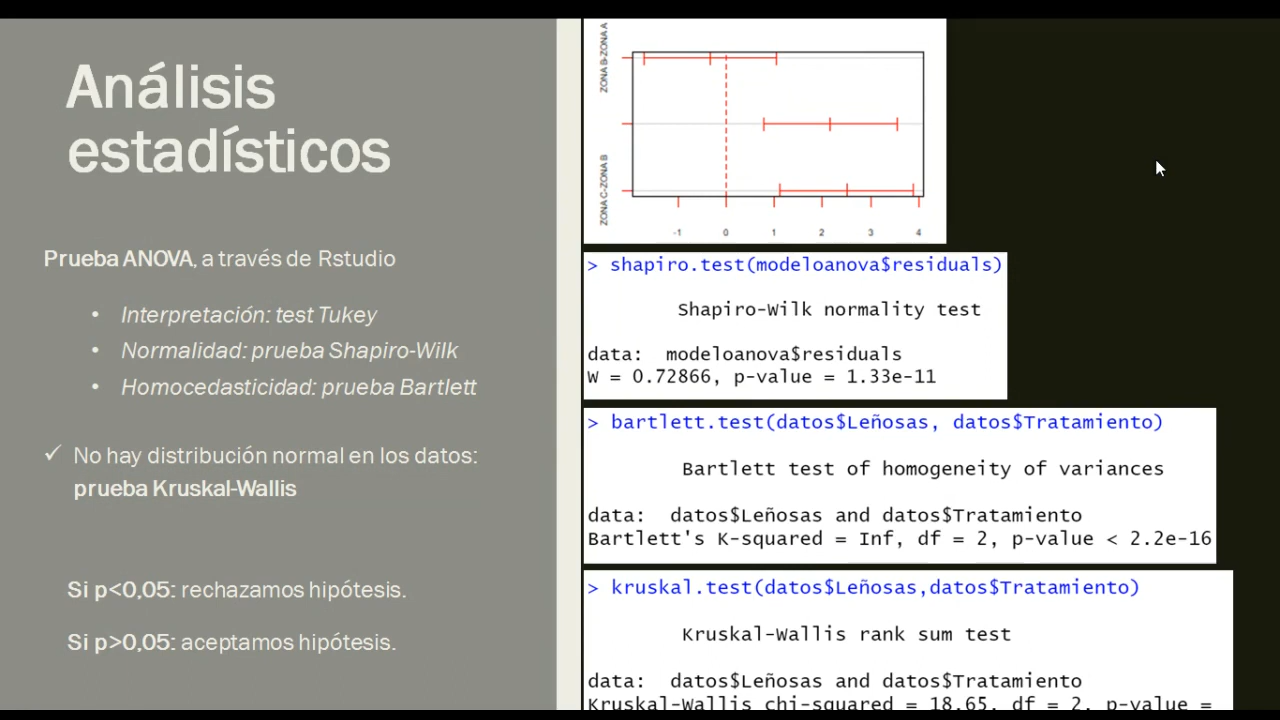 Análisis
estadísticos
Prueba ANOVA, a través de Rstudio
• Interpretación: test Tukey
• Normalidad: prueba Shapiro-Wilk
• Homocedasticidad: prueba Bartlett
✓ No hay distribución normal en los datos:
prueba Kruskal-Wallis
Si p<0,05: rechazamos hipótesis.
Si p>0,05: aceptamos hipótesis.
ZONA B-ZONA A
ZONA C-ZONA B
-1 0 1 2 3 4
> shapiro.test(modeloanova$residuals)
Shapiro-Wilk normality test
data: modeloanova$residuals
W = 0.72866, p-value = 1.33e-11
> bartlett.test(datos$Leñosas, datos$Tratamiento)
Bartlett test of homogeneity of variances
data: datos$Leñosas and datos$Tratamiento
Bartlett's K-squared = Inf, df = 2, p-value < 2.2e-16
> kruskal.test(datos$Leñosas,datos$Tratamiento)
Kruskal-Wallis rank sum test
data: datos$Leñosas and datos$Tratamiento
Kruskal-Wallis chi-squared = 18.65, df = 2, p-value =